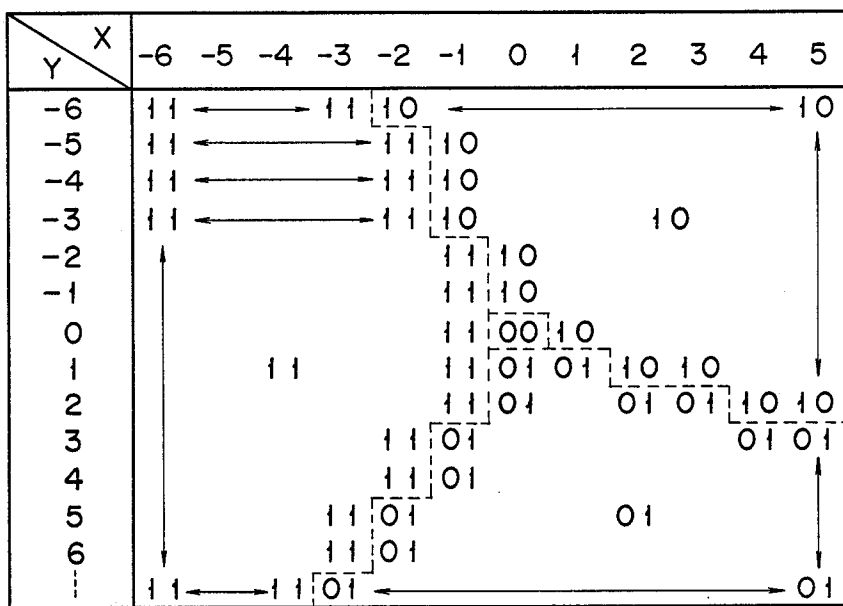 X
Y -6 -5 -4 -3 -2 -1 0 1 2 3 4 5
-6 11 11 10 10
-5 11 11 10
-4 11 11 10
-3 11 11 10 10
-2 11 10
-1 11 10
0 11 00 10
1 11 11 01 01 10 10
2 11 01 01 01 10 10
3 11 01 01 01
4 11 01
5 11 01 01
6 11 01
11 11 01 01